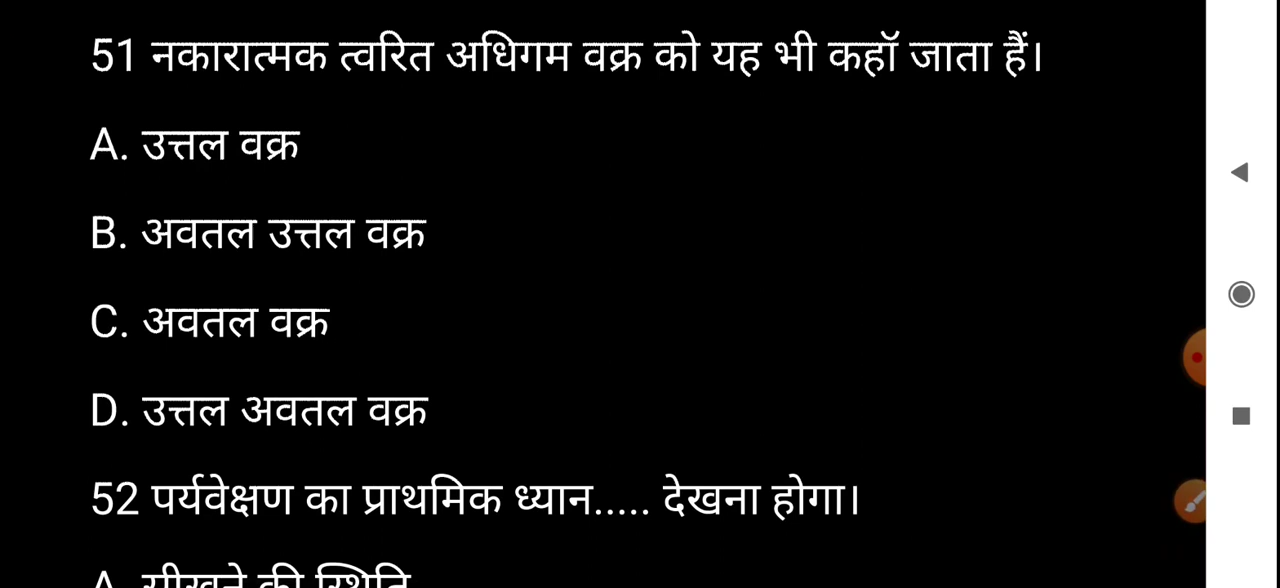 51 नकारात्मक त्वरित अधिगम वक्र को यह भी कहाॅ जाता हैं।
A. उत्तल वक्र
B. अवतल उत्तल वक्र
C. अवतल वक्र
D. उत्तल अवतल वक्र
52 पर्यवेक्षण का प्राथमिक ध्यान..... देखना होगा।
A. सीखने की स्थिति